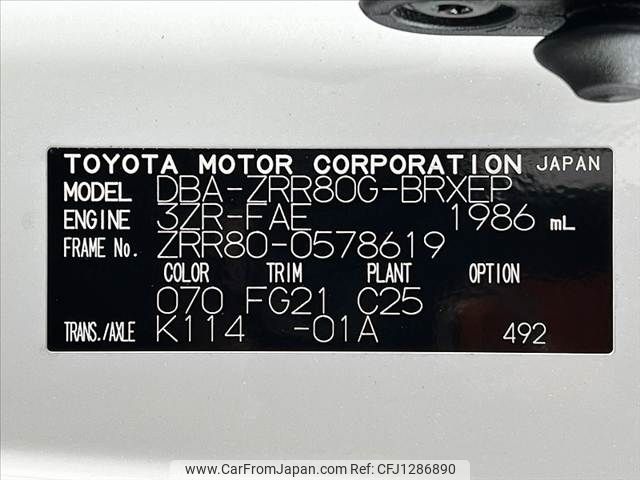 TOYOTA MOTOR CORPORATION JAPAN
MODEL DBA-ZRR80G-BRXEP
ENGINE 3ZR-FAE 1986 mL
FRAME No. ZRR80-0578619
COLOR TRIM PLANT OPTION
070 FG21 C25
TRANS./AXLE K114 -01A 492
www.CarFromJapan.com - CFJ1286890